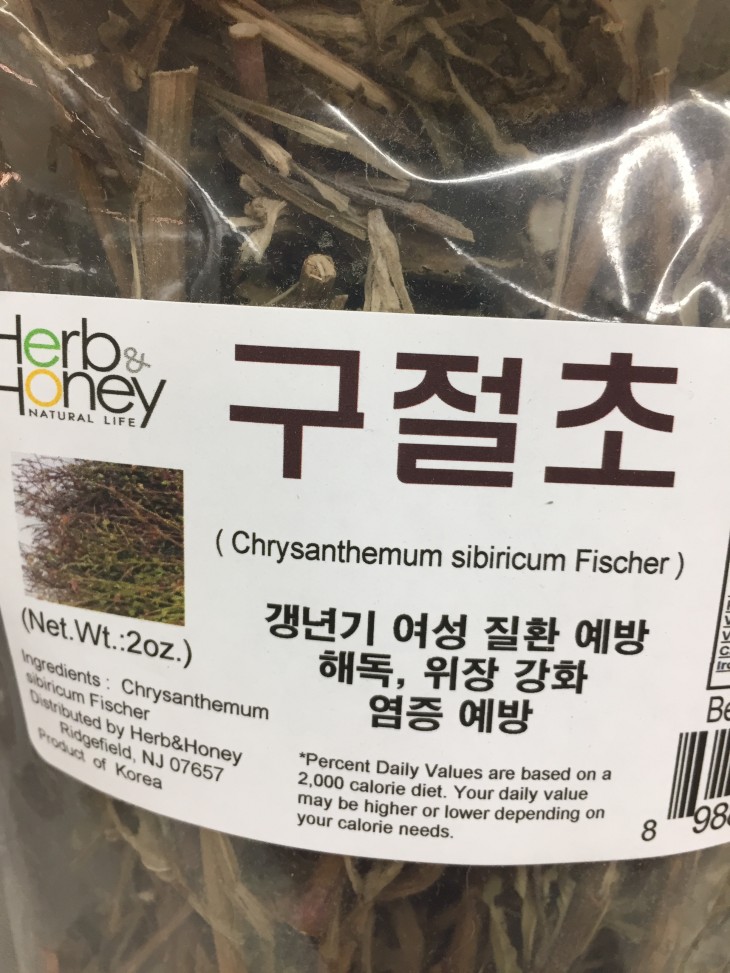 Herb &
Honey
NATURAL LIFE
구절초
( Chrysanthemum sibiricum Fischer )
(Net.Wt.:2oz.)
갱년기 여성 질환 예방
해독, 위장 강화
염증 예방
Ingredients : Chrysanthemum
sibiricum Fischer
Distributed by Herb&Honey
Ridgefield, NJ 07657
Product of Korea
*Percent Daily Values are based on a
2,000 calorie diet. Your daily value
may be higher or lower depending on
your calorie needs.
8